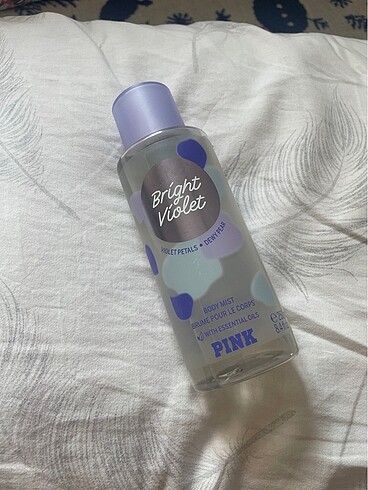 Bright
Violet
VIOLET PETALS • DEWY PEAR
BODY MIST
BRUME POUR LE CORPS
WITH ESSENTIAL OILS
PINK